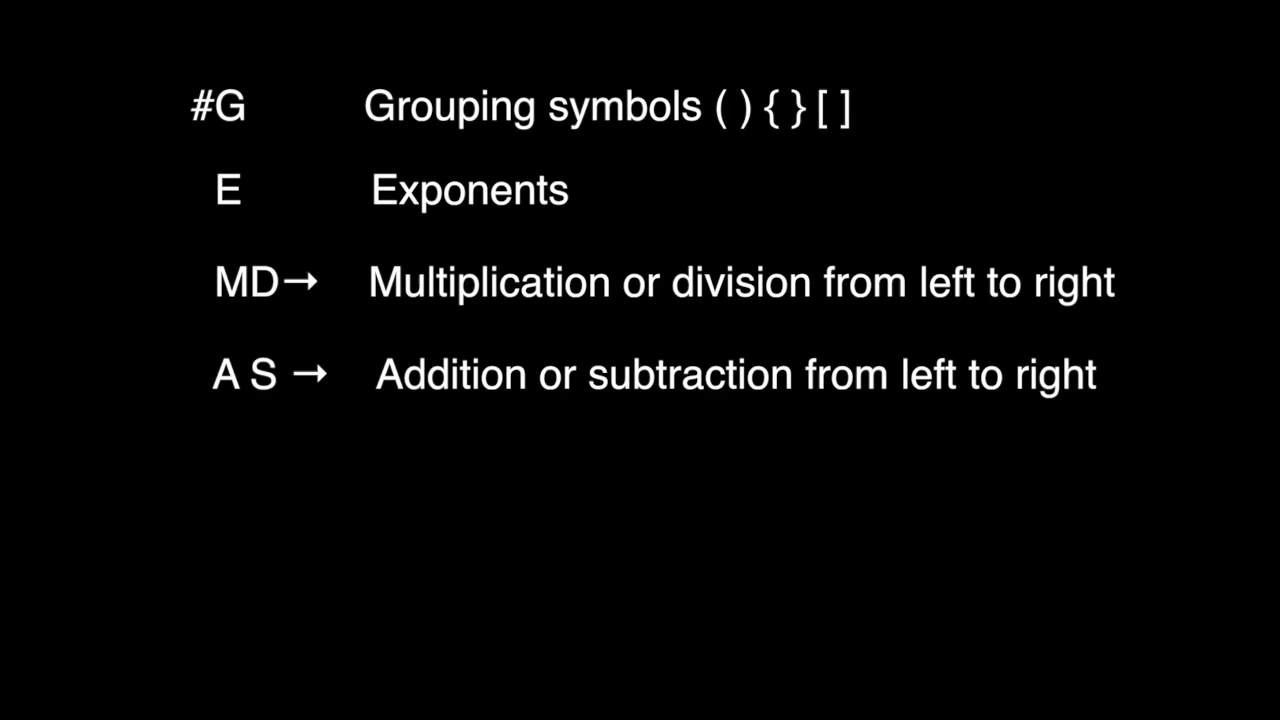 #G Grouping symbols ( ) { } [ ]
E Exponents
MD→ Multiplication or division from left to right
A S → Addition or subtraction from left to right